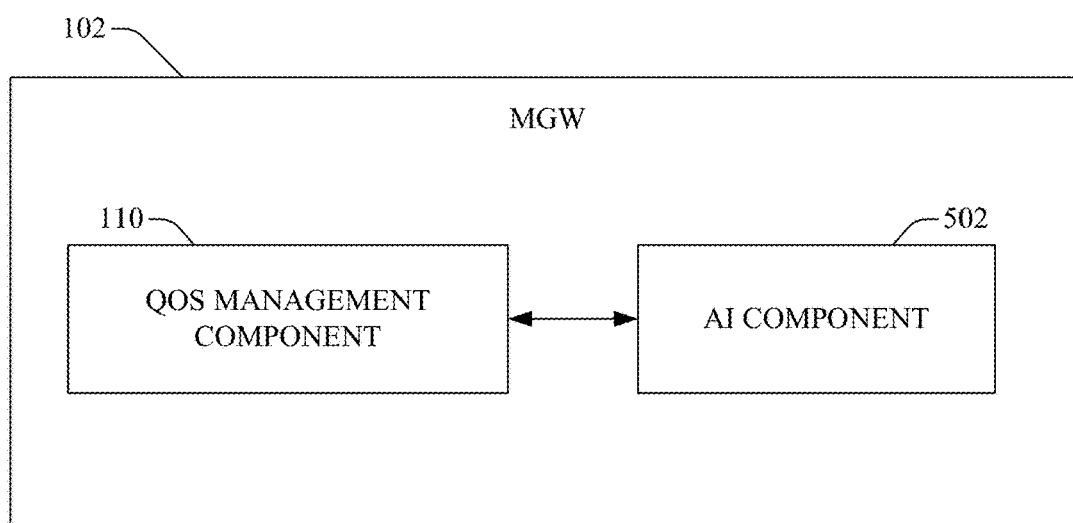 102
MGW
110
502
QOS MANAGEMENT
COMPONENT
AI COMPONENT